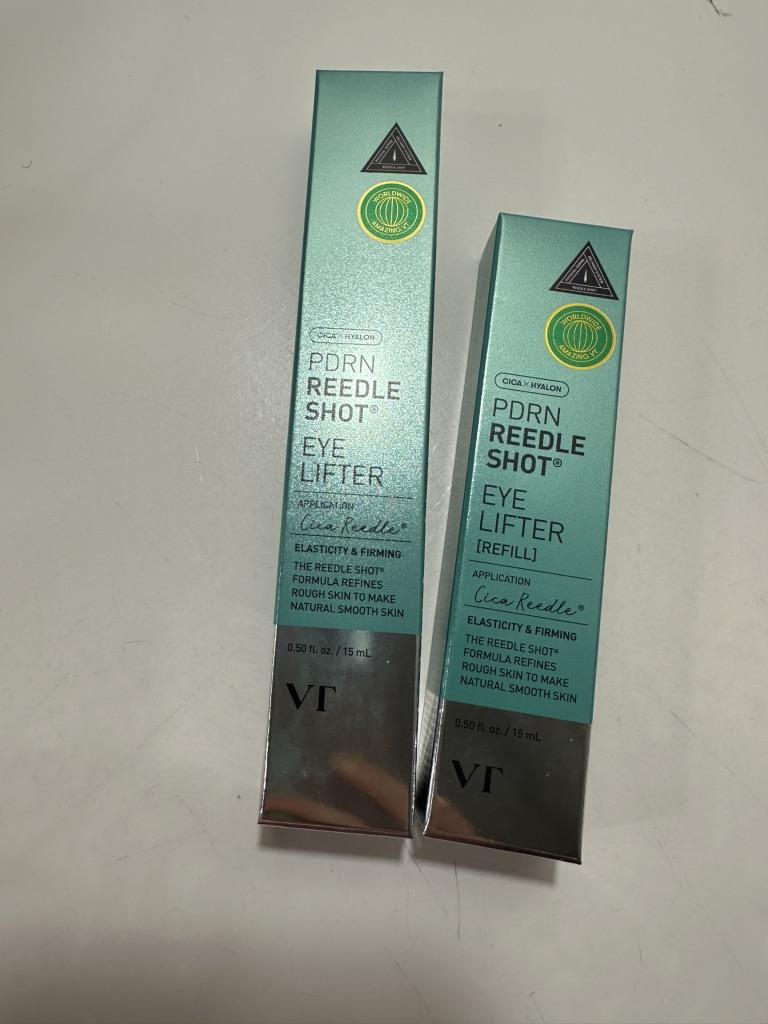 WORLDWIDE
AMAZING VT
CICA × HYALON
PDRN
REEDLE
SHOT®
EYE
LIFTER
APPLICATION
Cica Reedle®
ELASTICITY & FIRMING
THE REEDLE SHOT®
FORMULA REFINES
ROUGH SKIN TO MAKE
NATURAL SMOOTH SKIN
0.50 fl. oz. / 15 mL
VT
REEDLE SHOT
WORLDWIDE
AMAZING VT
CICA × HYALON
PDRN
REEDLE
SHOT®
EYE
LIFTER
[REFILL]
APPLICATION
Cica Reedle®
ELASTICITY & FIRMING
THE REEDLE SHOT®
FORMULA REFINES
ROUGH SKIN TO MAKE
NATURAL SMOOTH SKIN
0.50 fl. oz. / 15 mL
VT